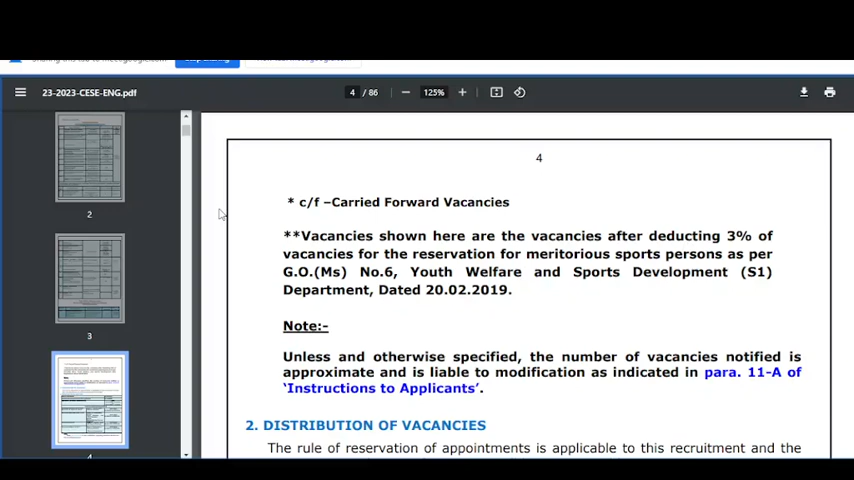 23-2023-CESE-ENG.pdf
4 / 86
125%
2
3
4
4
* c/f –Carried Forward Vacancies
**Vacancies shown here are the vacancies after deducting 3% of
vacancies for the reservation for meritorious sports persons as per
G.O.(Ms) No.6, Youth Welfare and Sports Development (S1)
Department, Dated 20.02.2019.
Note:-
Unless and otherwise specified, the number of vacancies notified is
approximate and is liable to modification as indicated in para. 11-A of
‘Instructions to Applicants’.
2. DISTRIBUTION OF VACANCIES
The rule of reservation of appointments is applicable to this recruitment and the